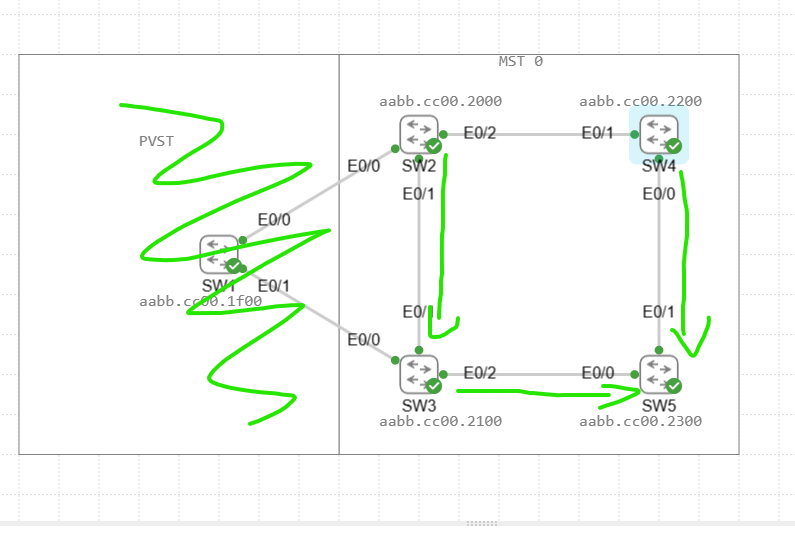 MST 0
aabb.cc00.2000
aabb.cc00.2200
PVST
E0/2
E0/1
E0/0
SW2
SW4
E0/1
E0/0
E0/0
SW1
E0/1
aabb.cc00.1f00
E0/
E0/1
E0/0
E0/2
E0/0
SW3
SW5
aabb.cc00.2100
aabb.cc00.2300